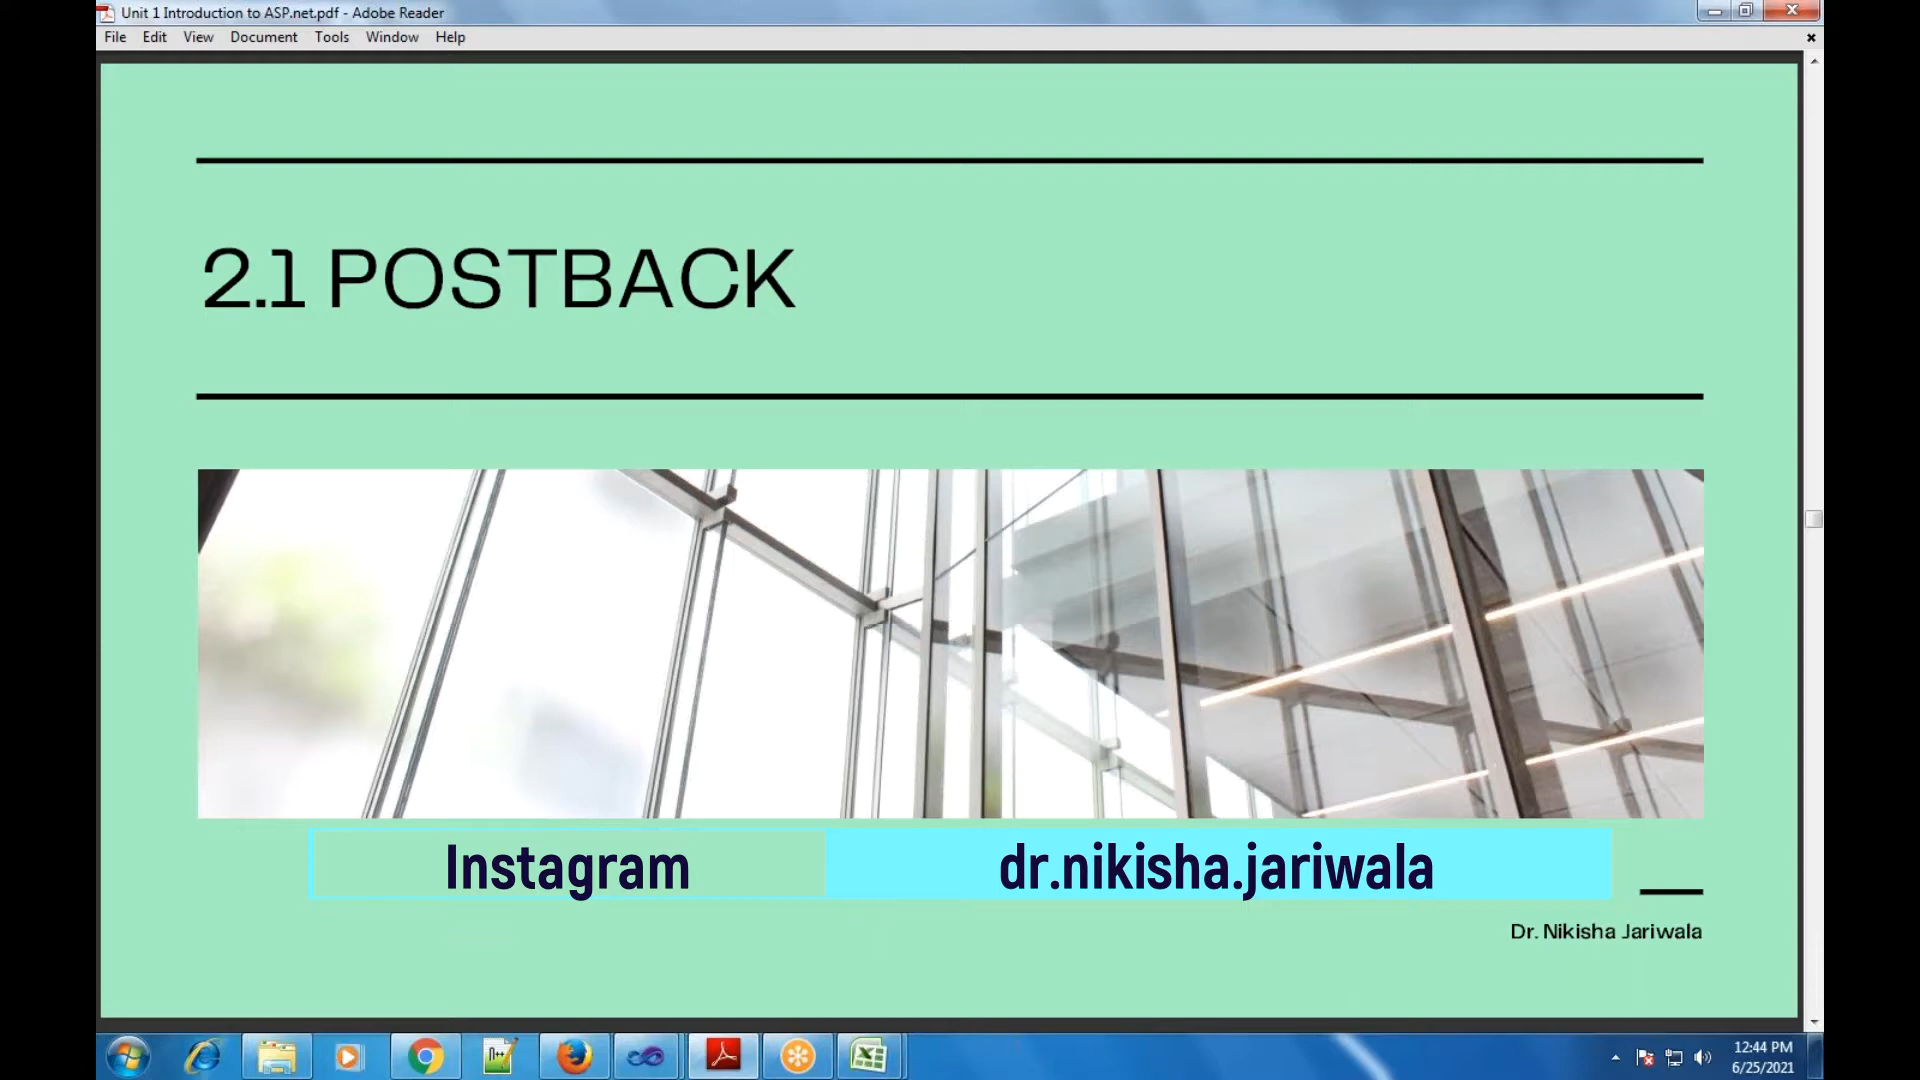 Unit 1 Introduction to ASP.net.pdf - Adobe Reader
File Edit View Document Tools Window Help
2.1 POSTBACK
Instagram dr.nikisha.jariwala
Dr. Nikisha Jariwala
12:44 PM
6/25/2021